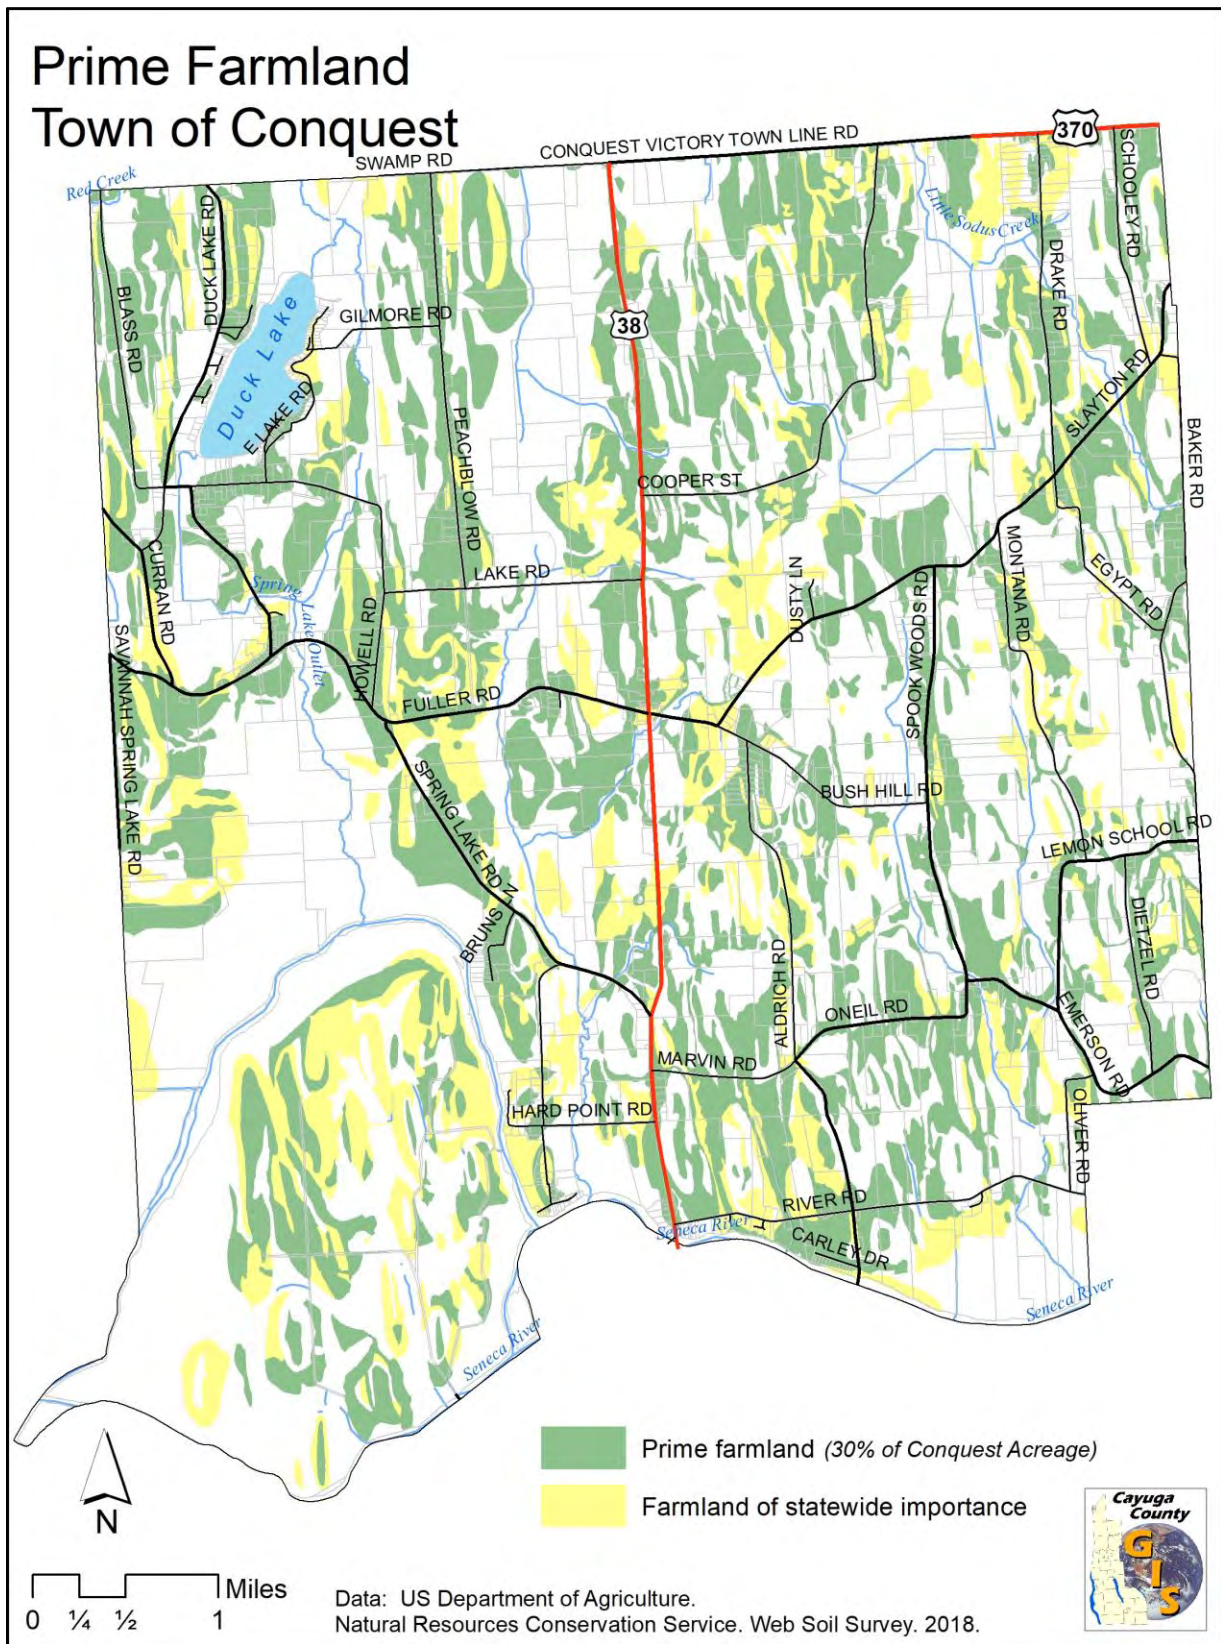 Prime Farmland
Town of Conquest
370
CONQUEST VICTORY TOWN LINE RD
SWAMP RD
SCHOOLEY RD
Red Creek
DUCK LAKE RD
Little Sodus Creek
DRAKE RD
BLASS RD
GILMORE RD
38
Duck Lake
E LAKE RD
SLAYTON RD
PEACHBLOW RD
BAKER RD
COOPER ST
CURRAN RD
LAKE RD
DUSTY LN
MONTANA RD
EGYPT RD
Spring Lake Outlet
HOWELL RD
SPOOK WOODS RD
SAVANNAH SPRING LAKE RD
FULLER RD
SPRING LAKE RD
BUSH HILL RD
LEMON SCHOOL RD
BRUNS LN
DIETZEL RD
ALDRICH RD
ONEIL RD
EMERSON RD
MARVIN RD
HARD POINT RD
OLIVER RD
RIVER RD
Seneca River
CARLEY DR
Seneca River
Seneca River
Prime farmland (30% of Conquest Acreage)
Farmland of statewide importance
N
Cayuga
County
GIS
Miles
0 ¼ ½ 1
Data: US Department of Agriculture.
Natural Resources Conservation Service. Web Soil Survey. 2018.